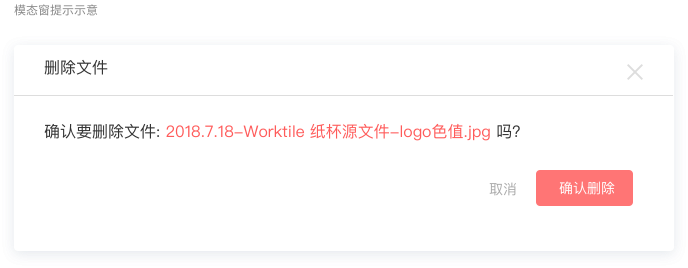 模态窗提示示意
删除文件
确认要删除文件: 2018.7.18-Worktile 纸杯源文件-logo色值.jpg 吗?
取消
确认删除